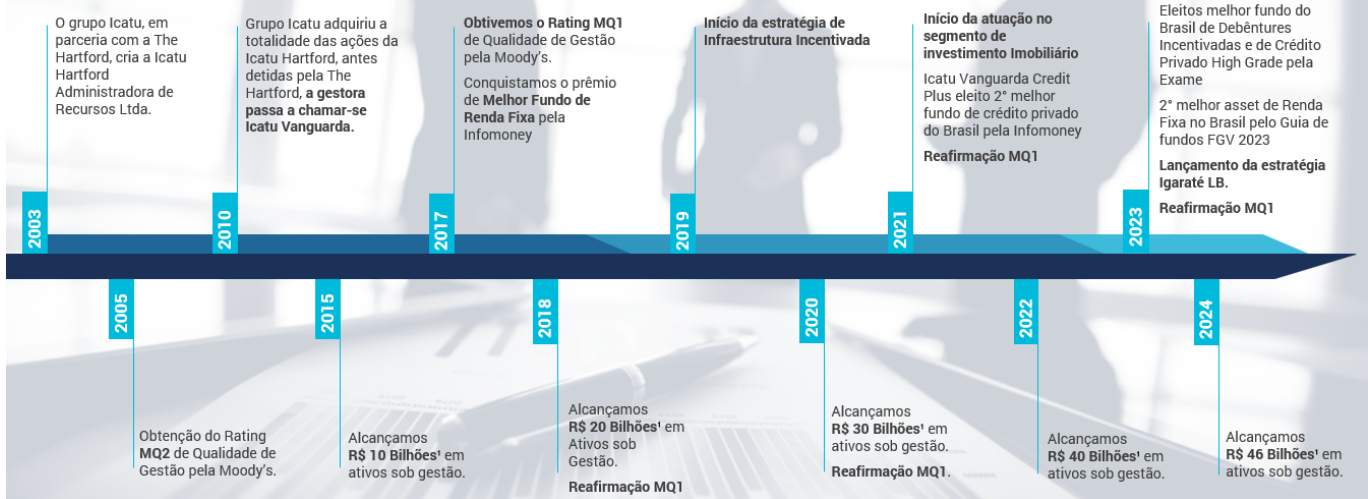 O grupo Icatu, em
parceria com a The
Hartford, cria a Icatu
Hartford
Administradora de
Recursos Ltda.
2003
Grupo Icatu adquiriu a
totalidade das ações da
Icatu Hartford, antes
detidas pela The
Hartford, a gestora
passa a chamar-se
Icatu Vanguarda.
2010
Obtivemos o Rating MQ1
de Qualidade de Gestão
pela Moody's.
Conquistamos o prêmio
de Melhor Fundo de
Renda Fixa pela
Infomoney
2017
Início da estratégia de
Infraestrutura Incentivada
2019
Início da atuação no
segmento de
investimento Imobiliário
Icatu Vanguarda Credit
Plus eleito 2° melhor
fundo de crédito privado
do Brasil pela Infomoney
Reafirmação MQ1
2021
Eleitos melhor fundo do
Brasil de Debêntures
Incentivadas e de Crédito
Privado High Grade pela
Exame
2° melhor asset de Renda
Fixa no Brasil pelo Guia de
fundos FGV 2023
Lançamento da estratégia
Igaraté LB.
Reafirmação MQ1
2023
2005
Obtenção do Rating
MQ2 de Qualidade de
Gestão pela Moody's.
2015
Alcançamos
R$ 10 Bilhões¹ em
ativos sob gestão.
2018
Alcançamos
R$ 20 Bilhões¹ em
Ativos sob
Gestão.
Reafirmação MQ1
2020
Alcançamos
R$ 30 Bilhões¹ em
ativos sob gestão.
Reafirmação MQ1.
2022
Alcançamos
R$ 40 Bilhões¹ em
ativos sob gestão.
2024
Alcançamos
R$ 46 Bilhões¹ em
ativos sob gestão.